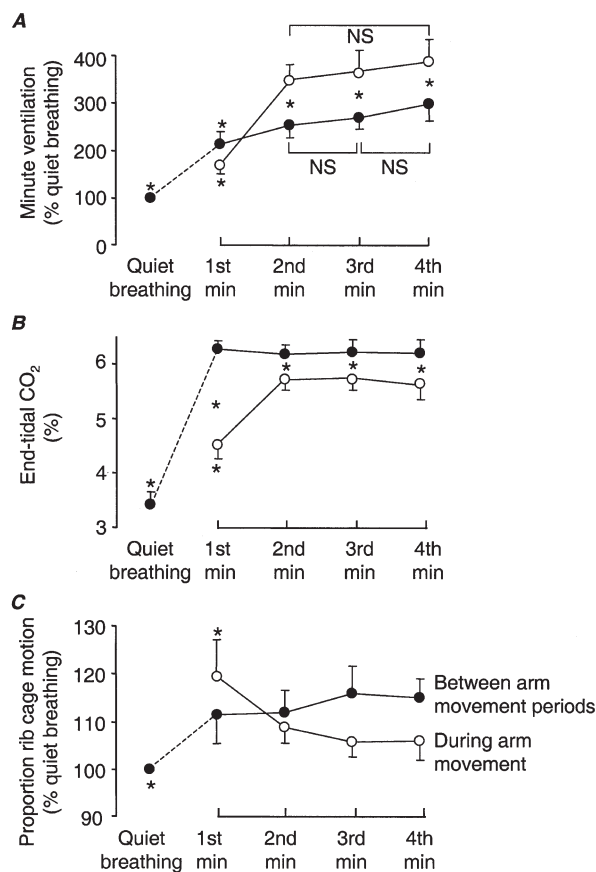 A
NS
Minute ventilation
(% quiet breathing)
400
300
200
100
0
*
*
*
*
*
*
NS
NS
Quiet
breathing
1st
min
2nd
min
3rd
min
4th
min
B
End-tidal CO2
(%)
6
5
4
3
*
*
*
*
*
*
Quiet
breathing
1st
min
2nd
min
3rd
min
4th
min
C
Proportion rib cage motion
(% quiet breathing)
130
120
110
100
90
*
*
Between arm
movement periods
During arm
movement
Quiet
breathing
1st
min
2nd
min
3rd
min
4th
min